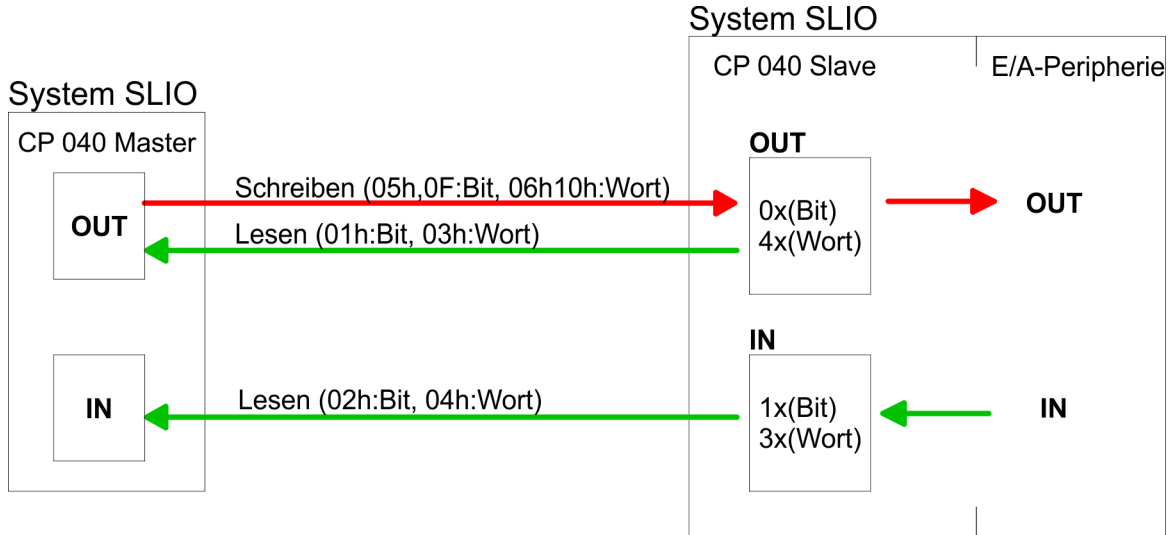 System SLIO
CP 040 Master
OUT
IN
Schreiben (05h,0F:Bit, 06h10h:Wort)
Lesen (01h:Bit, 03h:Wort)
Lesen (02h:Bit, 04h:Wort)
System SLIO
CP 040 Slave
E/A-Peripherie
OUT
0x(Bit)
4x(Wort)
OUT
IN
1x(Bit)
3x(Wort)
IN